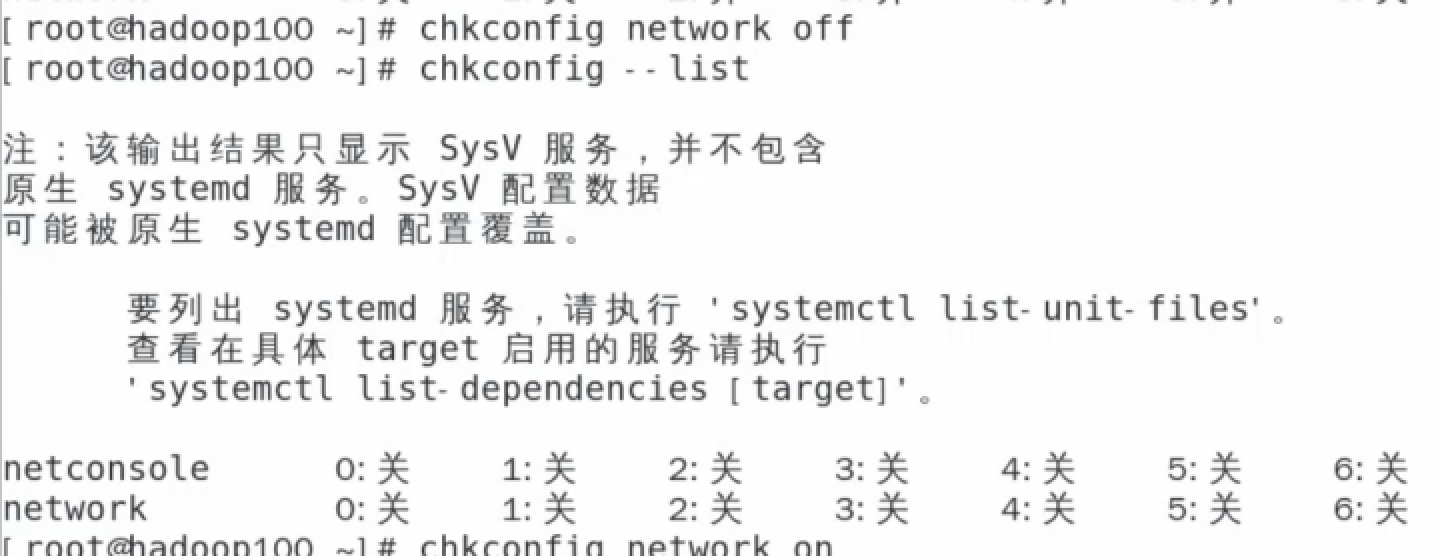 [root@hadoop100 ~]# chkconfig network off
[root@hadoop100 ~]# chkconfig --list
注：该输出结果只显示 SysV 服务，并不包含
原生 systemd 服务。SysV 配置数据
可能被原生 systemd 配置覆盖。
要列出 systemd 服务，请执行 'systemctl list-unit-files'。
查看在具体 target 启用的服务请执行
'systemctl list-dependencies [target]'。
netconsole 0:关 1:关 2:关 3:关 4:关 5:关 6:关
network 0:关 1:关 2:关 3:关 4:关 5:关 6:关
[root@hadoop100 ~]# chkconfig network on